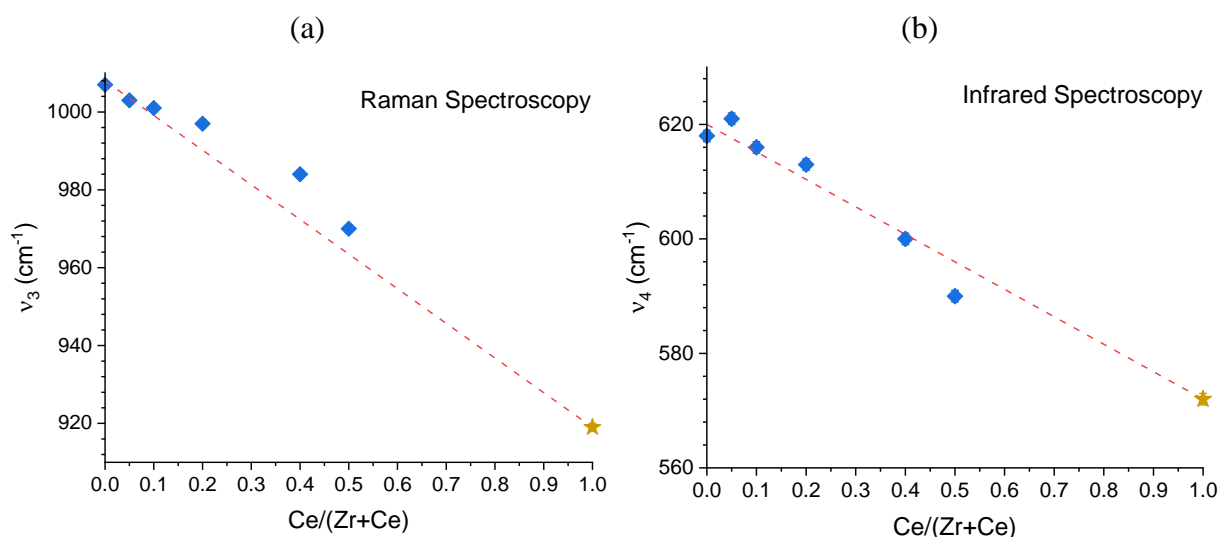 (a)
Raman Spectroscopy
1000
980
960
940
920
ν3 (cm-1)
0.0 0.1 0.2 0.3 0.4 0.5 0.6 0.7 0.8 0.9 1.0
Ce/(Zr+Ce)
(b)
Infrared Spectroscopy
620
600
580
560
ν4 (cm-1)
0.0 0.1 0.2 0.3 0.4 0.5 0.6 0.7 0.8 0.9 1.0
Ce/(Zr+Ce)